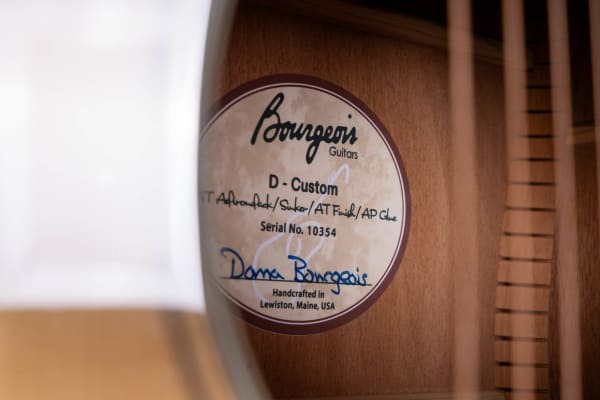 Bourgeois
Guitars
D - Custom
AT Adirondack/Sinker/AT Finish/AP Glue
Serial No. 10354
Dana Bourgeois
Handcrafted in
Lewiston, Maine, USA